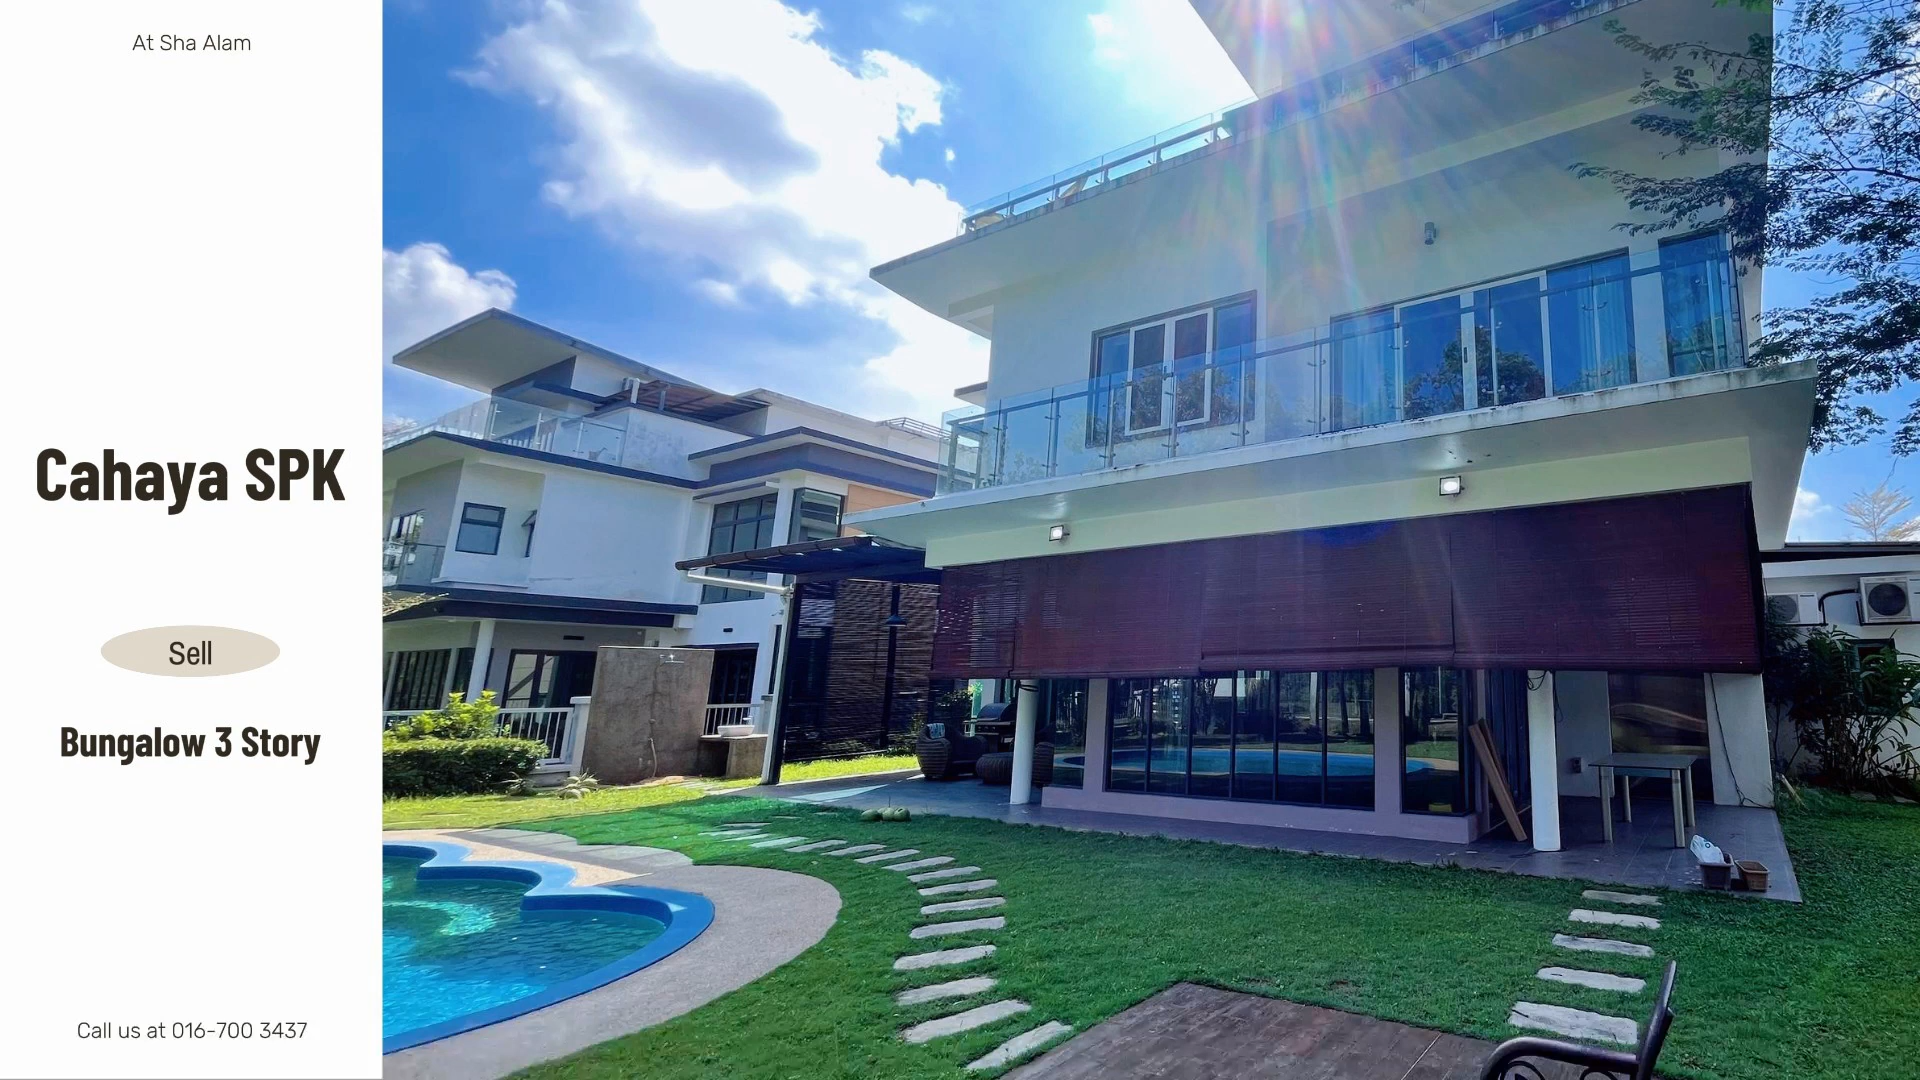 At Sha Alam
Cahaya SPK
Sell
Bungalow 3 Story
Call us at 016-700 3437